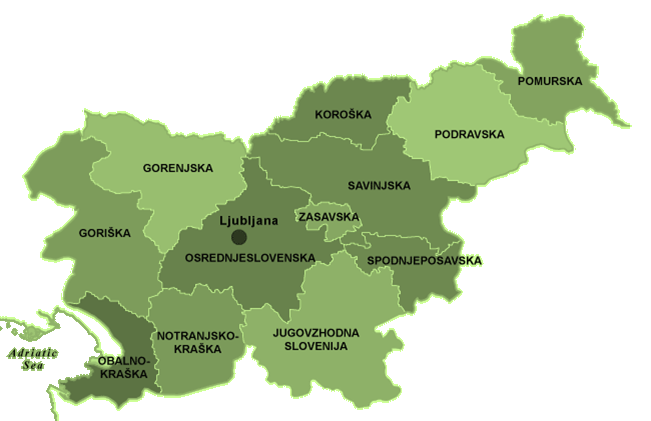 POMURSKA
KOROŠKA
PODRAVSKA
GORENJSKA
SAVINJSKA
Ljubljana
ZASAVSKA
GORIŠKA
OSREDNJESLOVENSKA
SPODNJEPOSAVSKA
NOTRANJSKO-
KRAŠKA
JUGOVZHODNA
SLOVENIJA
Adriatic
Sea
OBALNO-
KRAŠKA